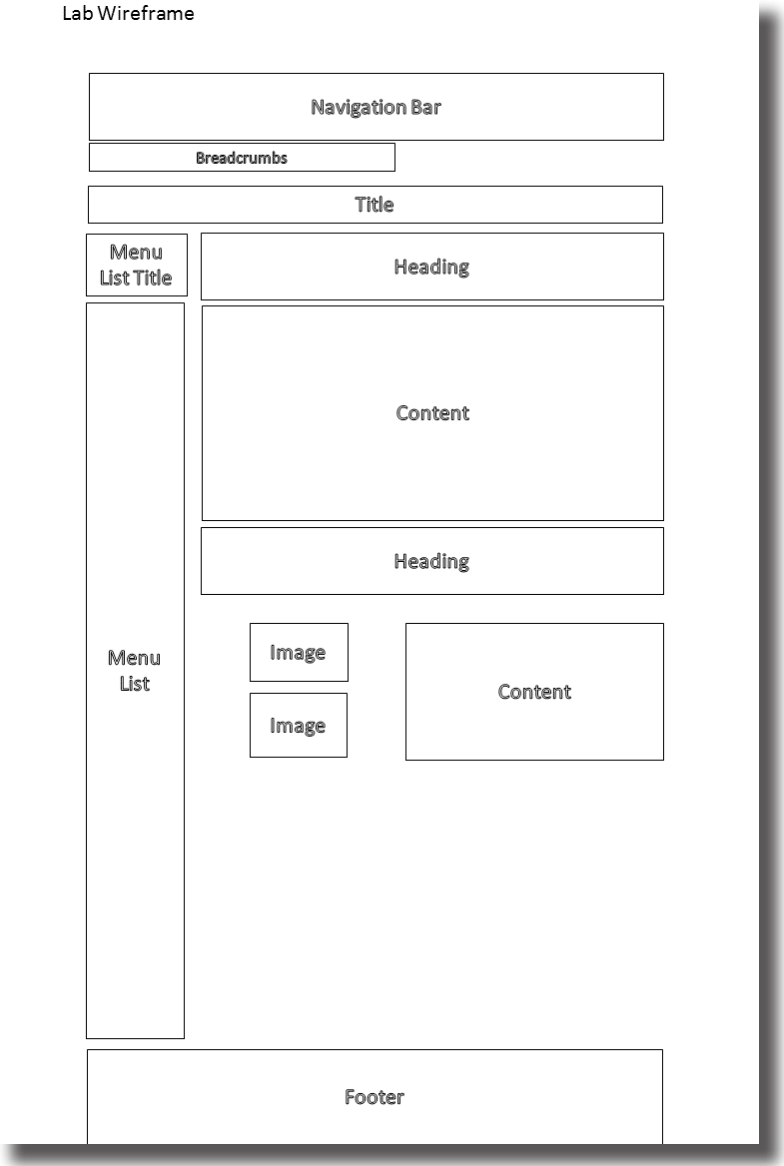 Lab Wireframe
Navigation Bar
Breadcrumbs
Title
Menu
List Title
Heading
Content
Heading
Menu
List
Image
Image
Content
Footer